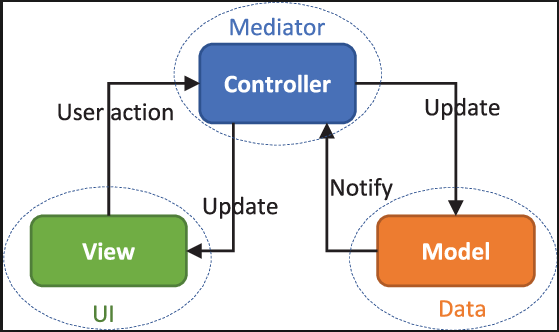 Mediator
Controller
User action
Update
Update
Notify
View
Model
UI
Data